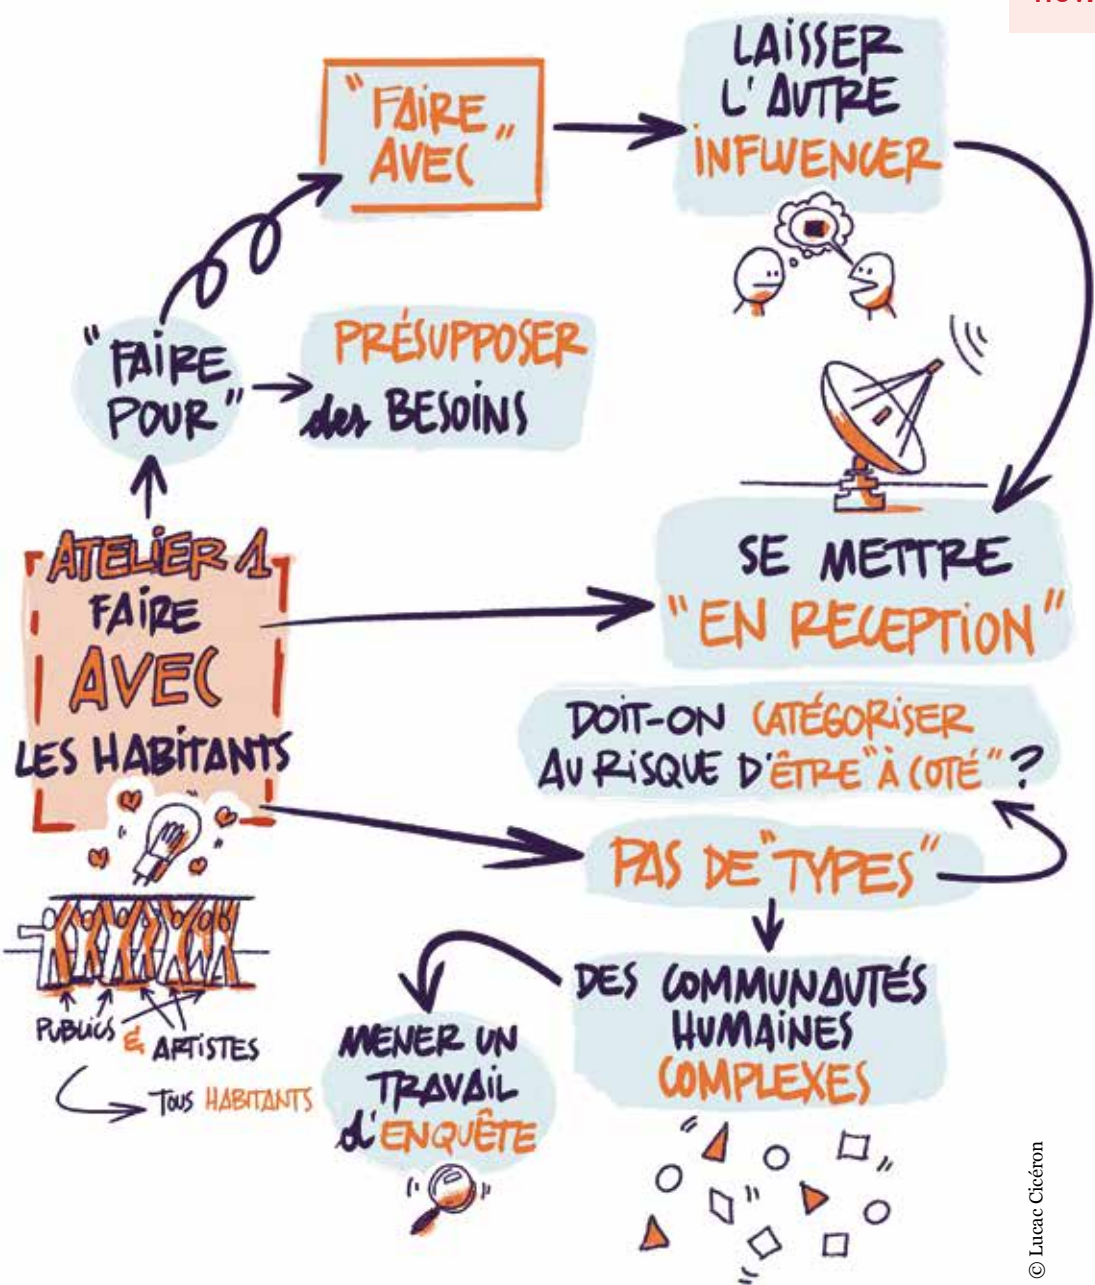 "FAIRE
AVEC"
LAISSER
L'AUTRE
INFLUENCER
"FAIRE
POUR"
PRÉSUPPOSER
des BESOINS
ATELIER 1
FAIRE
AVEC
LES HABITANTS
SE METTRE
"EN RECEPTION"
DOIT-ON CATÉGORISER
AU RISQUE D'ÊTRE "À COTÉ" ?
PAS DE "TYPES"
DES COMMUNAUTÉS
HUMAINES
COMPLEXES
MENER UN
TRAVAIL
d'ENQUÊTE
PUBLICS & ARTISTES
TOUS HABITANTS
© Lucac Cicéron